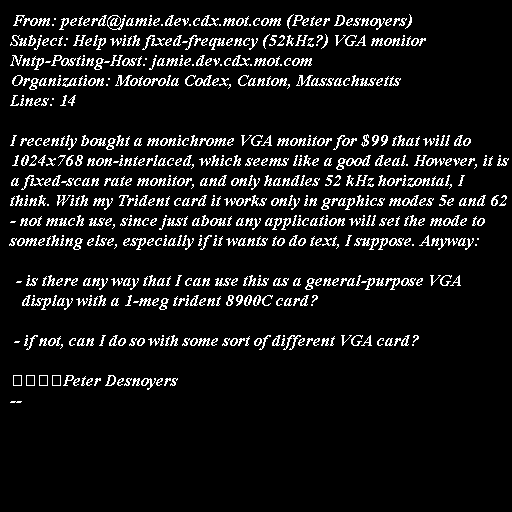 From: peterd@jamie.dev.cdx.mot.com (Peter Desnoyers)
Subject: Help with fixed-frequency (52kHz?) VGA monitor
Nntp-Posting-Host: jamie.dev.cdx.mot.com
Organization: Motorola Codex, Canton, Massachusetts
Lines: 14

I recently bought a monichrome VGA monitor for $99 that will do
1024x768 non-interlaced, which seems like a good deal. However, it is
a fixed-scan rate monitor, and only handles 52 kHz horizontal, I
think. With my Trident card it works only in graphics modes 5e and 62
- not much use, since just about any application will set the mode to
something else, especially if it wants to do text, I suppose. Anyway:

- is there any way that I can use this as a general-purpose VGA
display with a 1-meg trident 8900C card?

- if not, can I do so with some sort of different VGA card?

Peter Desnoyers
--